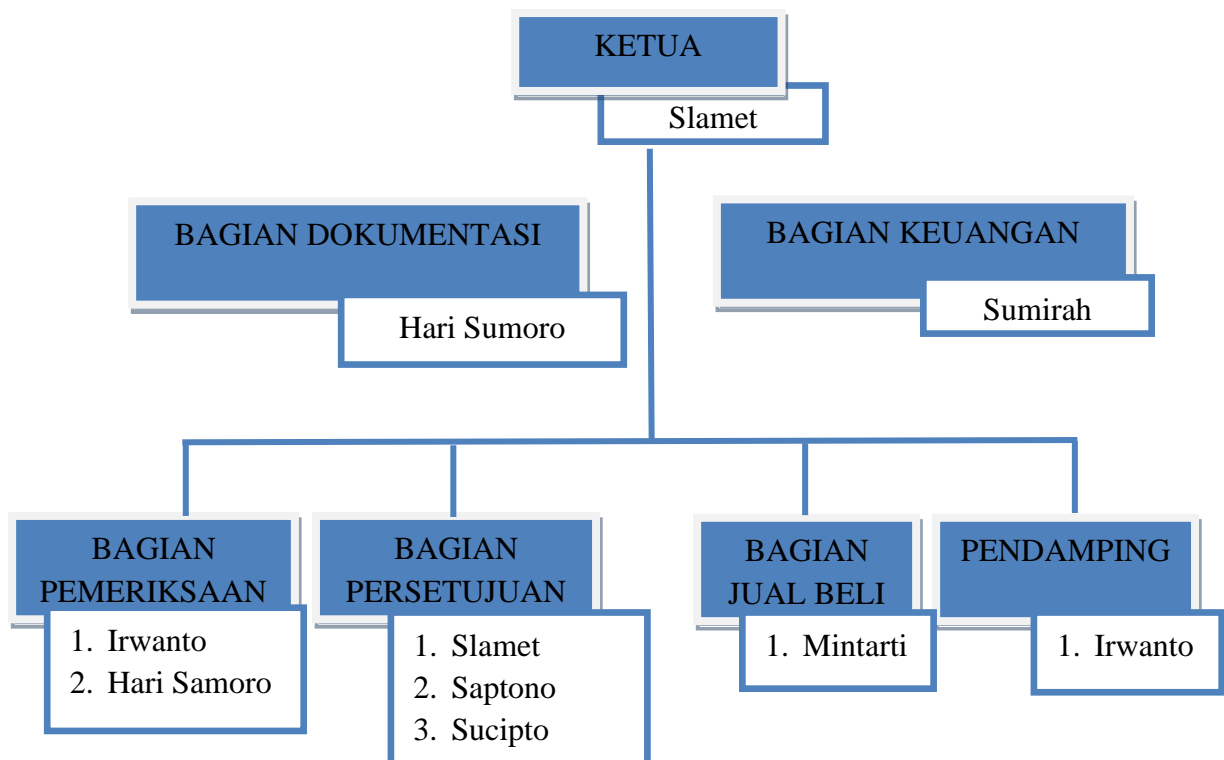 KETUA
Slamet
BAGIAN DOKUMENTASI
Hari Sumoro
BAGIAN KEUANGAN
Sumirah
BAGIAN
PEMERIKSAAN
1. Irwanto
2. Hari Samoro
BAGIAN
PERSETUJUAN
1. Slamet
2. Saptono
3. Sucipto
BAGIAN
JUAL BELI
1. Mintarti
PENDAMPING
1. Irwanto